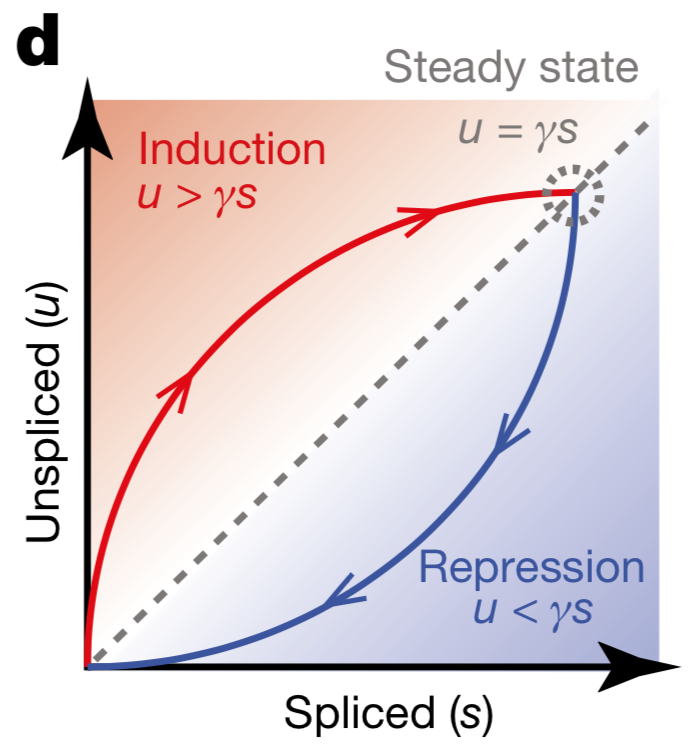 d
Steady state
u = γs
Induction
u > γs
Unspliced (u)
Repression
u < γs
Spliced (s)